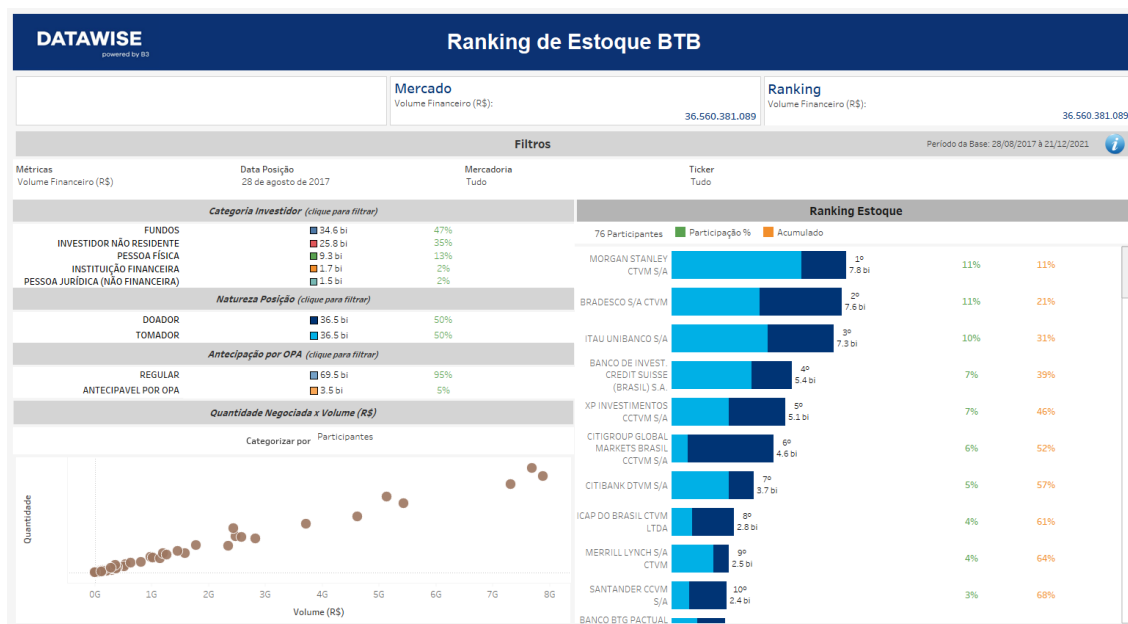 DATAWISE
powered by B3
Ranking de Estoque BTB
Mercado
Volume Financeiro (R$):
36.560.381.089
Ranking
Volume Financeiro (R$):
36.560.381.089
Filtros
Período da Base: 28/08/2017 à 21/12/2021
i
Métricas
Volume Financeiro (R$)
Data Posição
28 de agosto de 2017
Mercadoria
Tudo
Ticker
Tudo
Categoria Investidor (clique para filtrar)
FUNDOS 34.6 bi 47%
INVESTIDOR NÃO RESIDENTE 25.8 bi 35%
PESSOA FÍSICA 9.3 bi 13%
INSTITUIÇÃO FINANCEIRA 1.7 bi 2%
PESSOA JURÍDICA (NÃO FINANCEIRA) 1.5 bi 2%
Natureza Posição (clique para filtrar)
DOADOR 36.5 bi 50%
TOMADOR 36.5 bi 50%
Antecipação por OPA (clique para filtrar)
REGULAR 69.5 bi 95%
ANTECIPAVEL POR OPA 3.5 bi 5%
Quantidade Negociada x Volume (R$)
Categorizar por Participantes
Quantidade
0G 1G 2G 3G 4G 5G 6G 7G 8G
Volume (R$)
Ranking Estoque
76 Participantes Participação % Acumulado
MORGAN STANLEY
CTVM S/A
1º
7.8 bi
11% 11%
BRADESCO S/A CTVM
2º
7.6 bi
11% 21%
ITAU UNIBANCO S/A
3º
7.3 bi
10% 31%
BANCO DE INVEST.
CREDIT SUISSE
(BRASIL) S.A.
4º
5.4 bi
7% 39%
XP INVESTIMENTOS
CCTVM S/A
5º
5.1 bi
7% 46%
CITIGROUP GLOBAL
MARKETS BRASIL
CCTVM S/A
6º
4.6 bi
6% 52%
CITIBANK DTVM S/A
7º
3.7 bi
5% 57%
ICAP DO BRASIL CTVM
LTDA
8º
2.8 bi
4% 61%
MERRILL LYNCH S/A
CTVM
9º
2.5 bi
4% 64%
SANTANDER CCVM
S/A
10º
2.4 bi
3% 68%
BANCO BTG PACTUAL